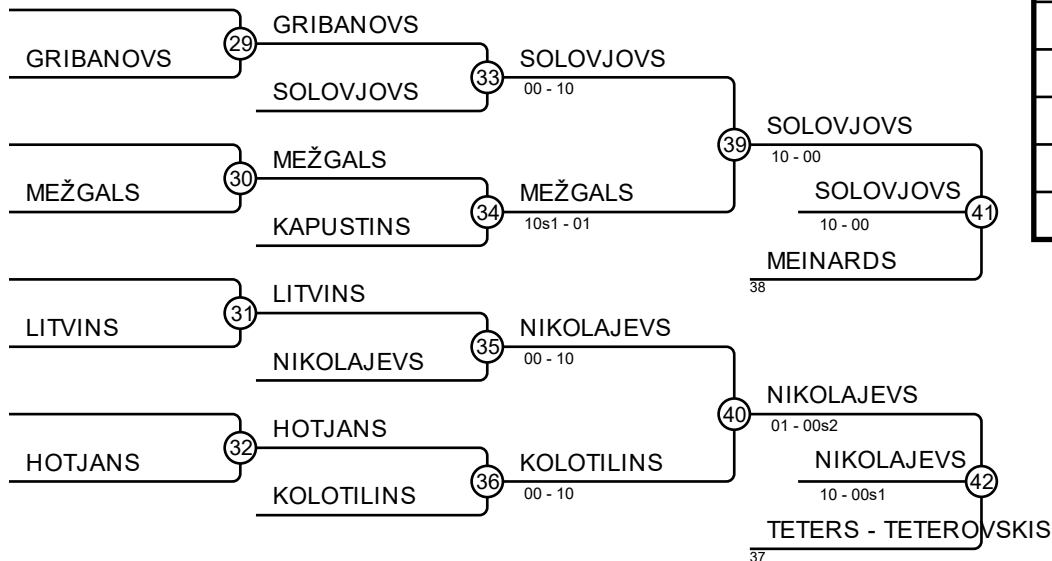 GRIBANOVS
29
GRIBANOVS
SOLOVJOVS
33
SOLOVJOVS
00 - 10
MEŽGALS
30
MEŽGALS
KAPUSTINS
34
MEŽGALS
10s1 - 01
39
SOLOVJOVS
10 - 00
SOLOVJOVS
10 - 00
41
MEINARDS
38
LITVINS
31
LITVINS
NIKOLAJEVS
35
NIKOLAJEVS
00 - 10
HOTJANS
32
HOTJANS
KOLOTILINS
36
KOLOTILINS
00 - 10
40
NIKOLAJEVS
01 - 00s2
NIKOLAJEVS
10 - 00s1
42
TETERS - TETEROVSKIS
37